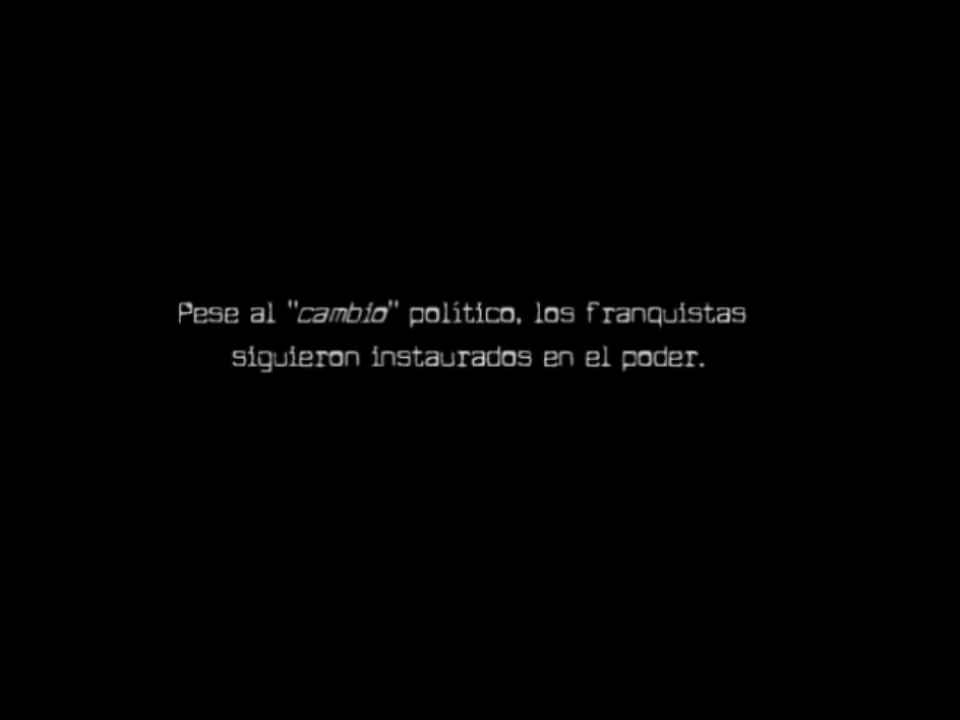 Pese al "cambio" político, los franquistas
siguieron instaurados en el poder.